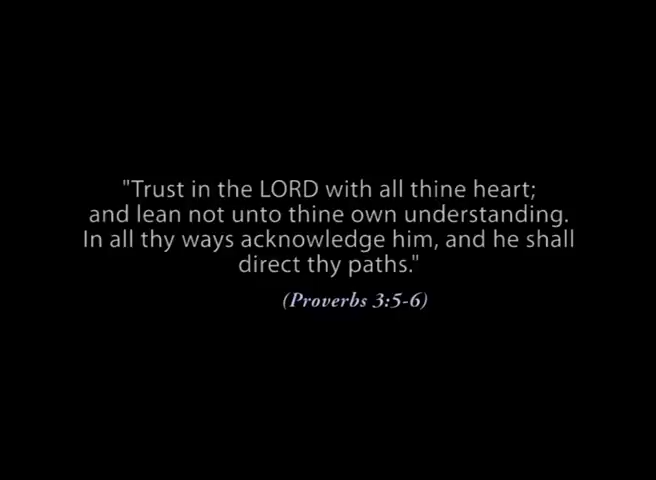 "Trust in the LORD with all thine heart;
and lean not unto thine own understanding.
In all thy ways acknowledge him, and he shall
direct thy paths."
(Proverbs 3:5-6)